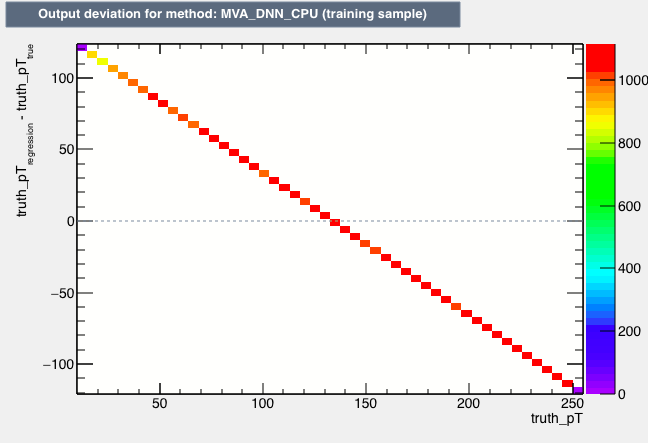 Output deviation for method: MVA_DNN_CPU (training sample)
truth_pT_regression - truth_pT_true
100
50
0
−50
−100
50 100 150 200 250
truth_pT
1000
800
600
400
200
0